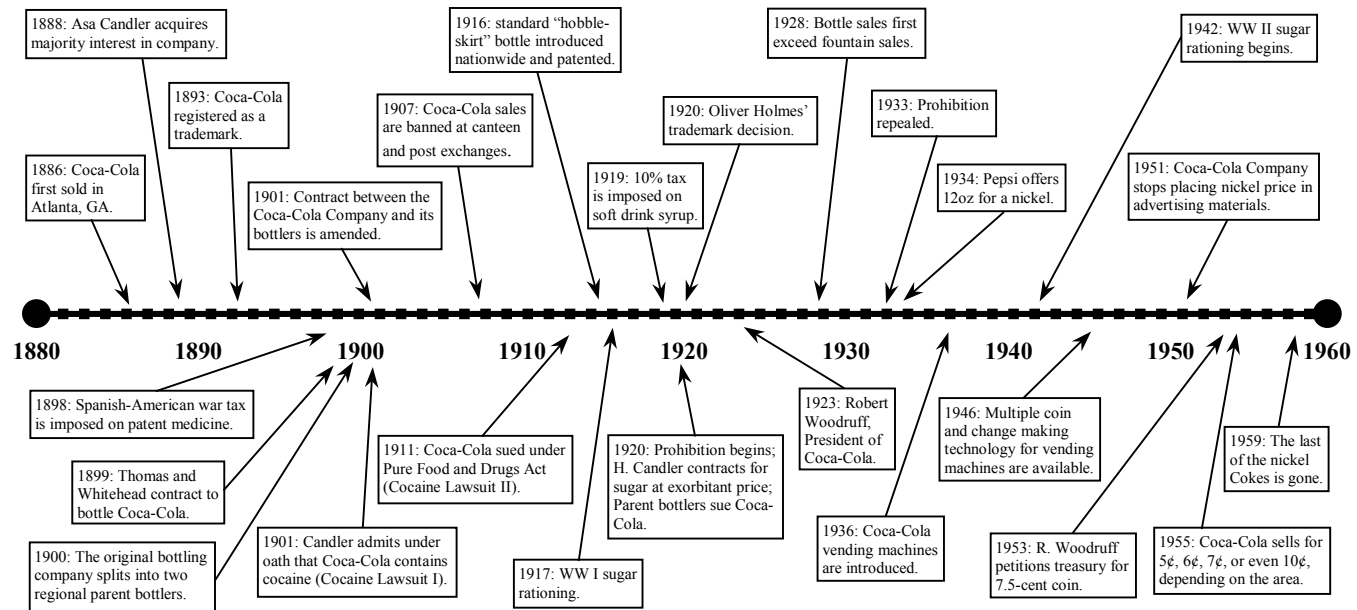 1888: Asa Candler acquires
majority interest in company.
1916: standard “hobble-
skirt” bottle introduced
nationwide and patented.
1928: Bottle sales first
exceed fountain sales.
1942: WW II sugar
rationing begins.
1893: Coca-Cola
registered as a
trademark.
1907: Coca-Cola sales
are banned at canteen
and post exchanges.
1920: Oliver Holmes’
trademark decision.
1933: Prohibition
repealed.
1886: Coca-Cola
first sold in
Atlanta, GA.
1901: Contract between the
Coca-Cola Company and its
bottlers is amended.
1919: 10% tax
is imposed on
soft drink syrup.
1934: Pepsi offers
12oz for a nickel.
1951: Coca-Cola Company
stops placing nickel price in
advertising materials.
1880 1890 1900 1910 1920 1930 1940 1950 1960
1898: Spanish-American war tax
is imposed on patent medicine.
1899: Thomas and
Whitehead contract to
bottle Coca-Cola.
1900: The original bottling
company splits into two
regional parent bottlers.
1901: Candler admits under
oath that Coca-Cola contains
cocaine (Cocaine Lawsuit I).
1911: Coca-Cola sued under
Pure Food and Drugs Act
(Cocaine Lawsuit II).
1917: WW I sugar
rationing.
1920: Prohibition begins;
H. Candler contracts for
sugar at exorbitant price;
Parent bottlers sue Coca-
Cola.
1923: Robert
Woodruff,
President of
Coca-Cola.
1936: Coca-Cola
vending machines
are introduced.
1946: Multiple coin
and change making
technology for vending
machines are available.
1953: R. Woodruff
petitions treasury for
7.5-cent coin.
1955: Coca-Cola sells for
5¢, 6¢, 7¢, or even 10¢,
depending on the area.
1959: The last
of the nickel
Cokes is gone.